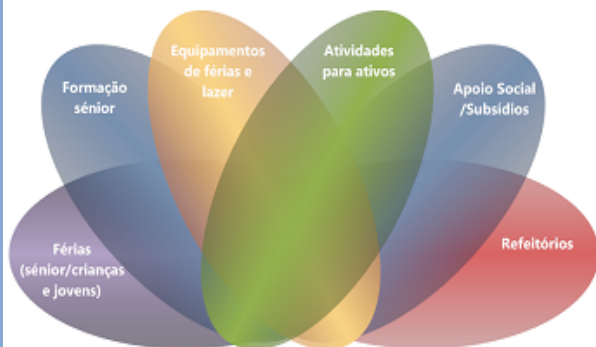 Equipamentos
de férias e
lazer
Atividades
para ativos
Formação
sénior
Apoio Social
/Subsídios
Férias
(sénior/crianças
e jovens)
Refeitórios